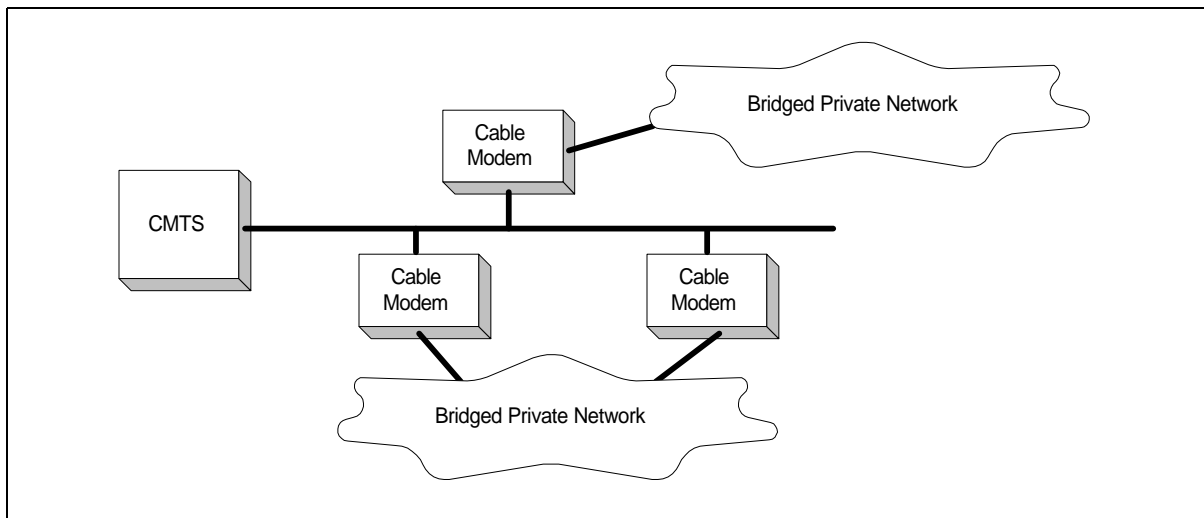 Bridged Private Network
Cable
Modem
CMTS
Cable
Modem
Cable
Modem
Bridged Private Network